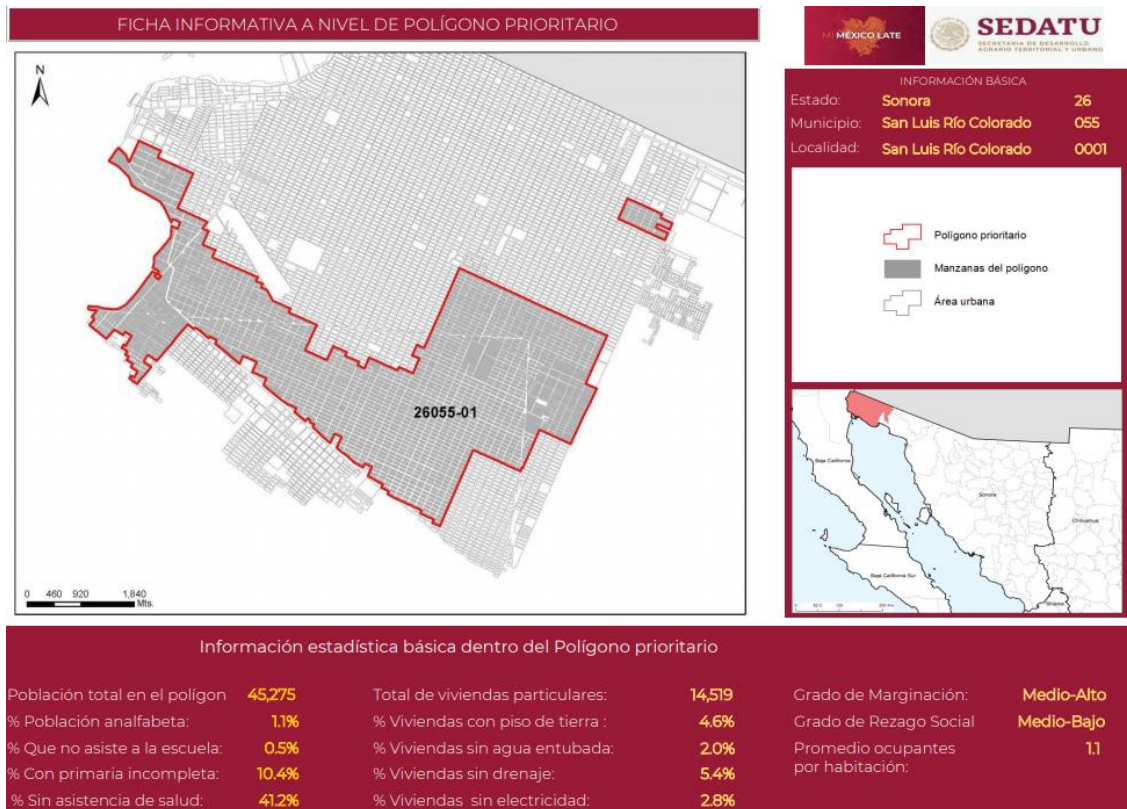 FICHA INFORMATIVA A NIVEL DE POLÍGONO PRIORITARIO
MÉXICO LATE
SEDATU
SECRETARÍA DE DESARROLLO
AGRARIO TERRITORIAL Y URBANO
INFORMACIÓN BÁSICA
Estado: Sonora 26
Municipio: San Luis Río Colorado 055
Localidad: San Luis Río Colorado 0001
N
Polígono prioritario
Manzanas del polígono
Área urbana
26055-01
0 460 920 1,840
Mts.
Baja California
Sonora
Chihuahua
Baja California Sur
Sinaloa
Información estadística básica dentro del Polígono prioritario
Población total en el polígon 45,275 Total de viviendas particulares: 14,519 Grado de Marginación: Medio-Alto
% Población analfabeta: 1.1% % Viviendas con piso de tierra : 4.6% Grado de Rezago Social Medio-Bajo
% Que no asiste a la escuela: 0.5% % Viviendas sin agua entubada: 2.0% Promedio ocupantes 1.1
por habitación:
% Con primaria incompleta: 10.4% % Viviendas sin drenaje: 5.4%
% Sin asistencia de salud: 41.2% % Viviendas sin electricidad: 2.8%